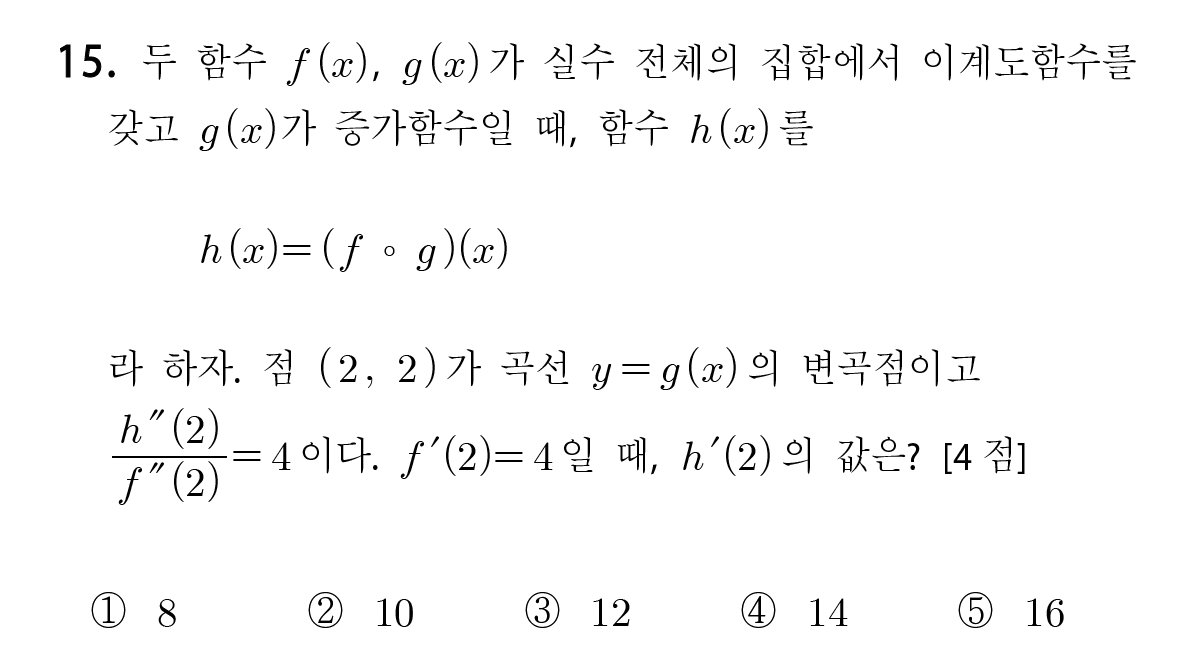 15. 두 함수 f(x), g(x)가 실수 전체의 집합에서 이계도함수를
갖고 g(x)가 증가함수일 때, 함수 h(x)를
h(x)=(f ∘ g)(x)
라 하자. 점 (2, 2)가 곡선 y=g(x)의 변곡점이고
h″(2)/f″(2)=4이다. f′(2)=4일 때, h′(2)의 값은? [4 점]
① 8 ② 10 ③ 12 ④ 14 ⑤ 16